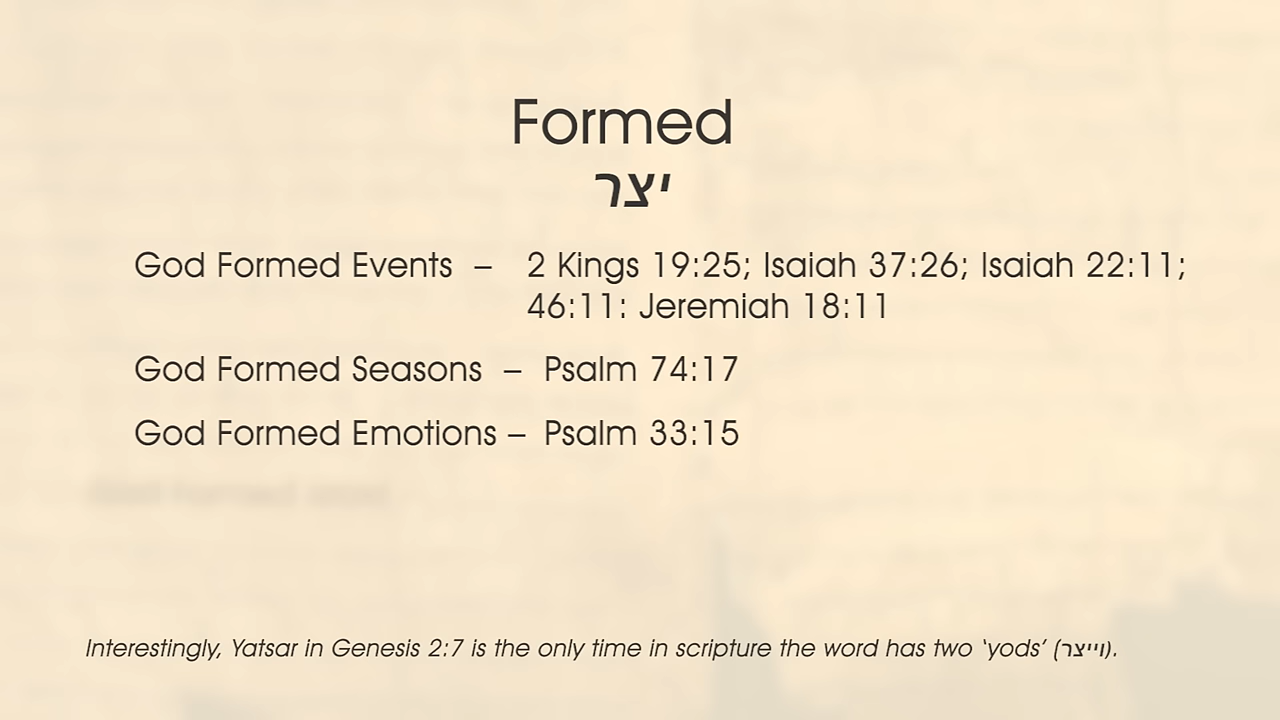 Formed
יצר
God Formed Events – 2 Kings 19:25; Isaiah 37:26; Isaiah 22:11;
46:11: Jeremiah 18:11
God Formed Seasons – Psalm 74:17
God Formed Emotions – Psalm 33:15
Interestingly, Yatsar in Genesis 2:7 is the only time in scripture the word has two ‘yods’ (וייצר).